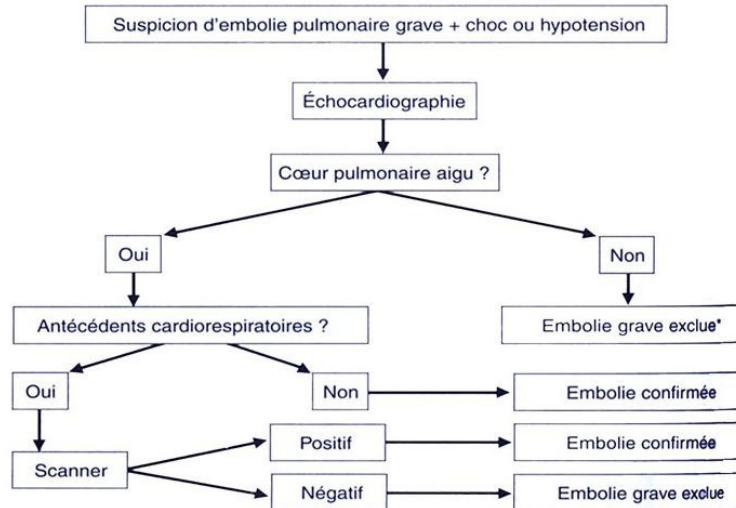 Suspicion d'embolie pulmonaire grave + choc ou hypotension
Échocardiographie
Cœur pulmonaire aigu ?
Oui
Non
Antécédents cardiorespiratoires ?
Embolie grave exclue*
Oui
Non
Embolie confirmée
Scanner
Positif
Embolie confirmée
Négatif
Embolie grave exclue